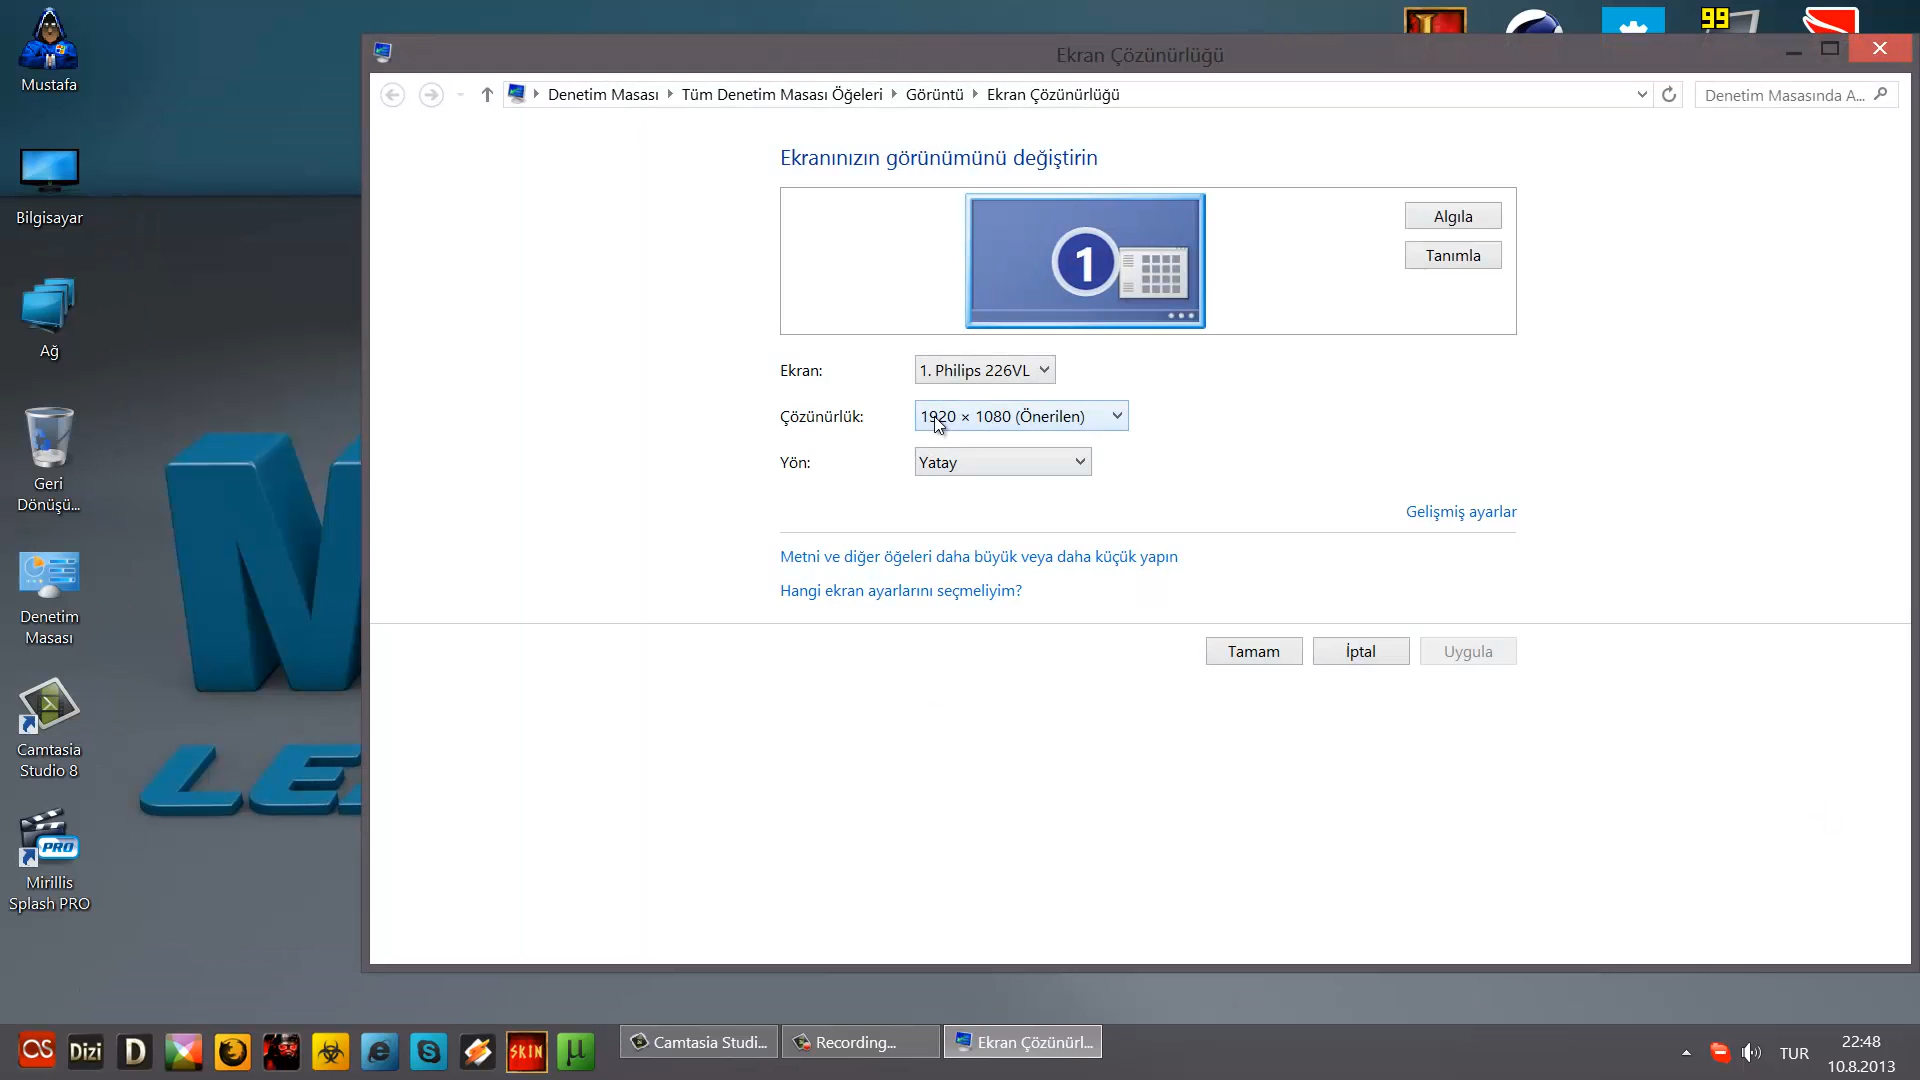 Mustafa
Bilgisayar
Ağ
Geri
Dönüşü...
Denetim
Masası
Camtasia
Studio 8
PRO
Mirillis
Splash PRO
99
Ekran Çözünürlüğü
Denetim Masası
Tüm Denetim Masası Öğeleri
Görüntü
Ekran Çözünürlüğü
Denetim Masasında A...
Ekranınızın görünümünü değiştirin
1
Algıla
Tanımla
Ekran:
1. Philips 226VL
Çözünürlük:
1920 × 1080 (Önerilen)
Yön:
Yatay
Gelişmiş ayarlar
Metni ve diğer öğeleri daha büyük veya daha küçük yapın
Hangi ekran ayarlarını seçmeliyim?
Tamam
İptal
Uygula
Dizi
D
SKIN
Camtasia Studi...
Recording...
Ekran Çözünürl...
TUR
22:48
10.8.2013